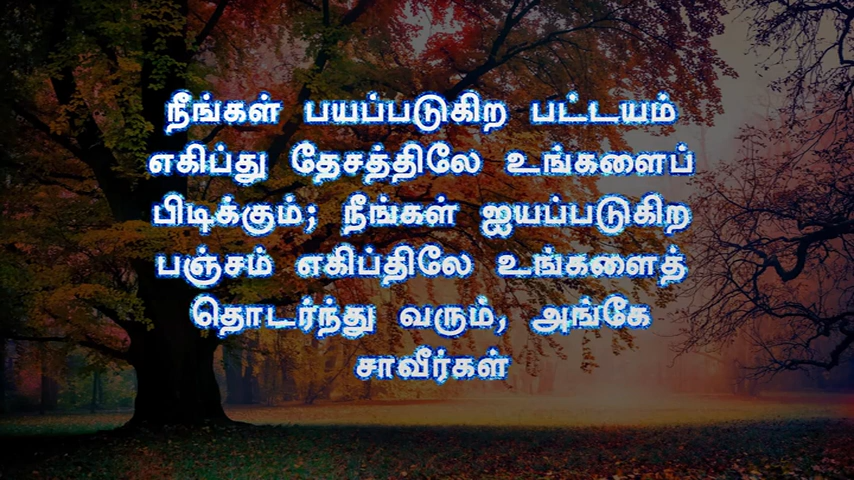 நீங்கள் பயப்படுகிற பட்டயம்
எகிப்து தேசத்திலே உங்களைப்
பிடிக்கும்; நீங்கள் ஐயப்படுகிற
பஞ்சம் எகிப்திலே உங்களைத்
தொடர்ந்து வரும், அங்கே
சாவீர்கள்